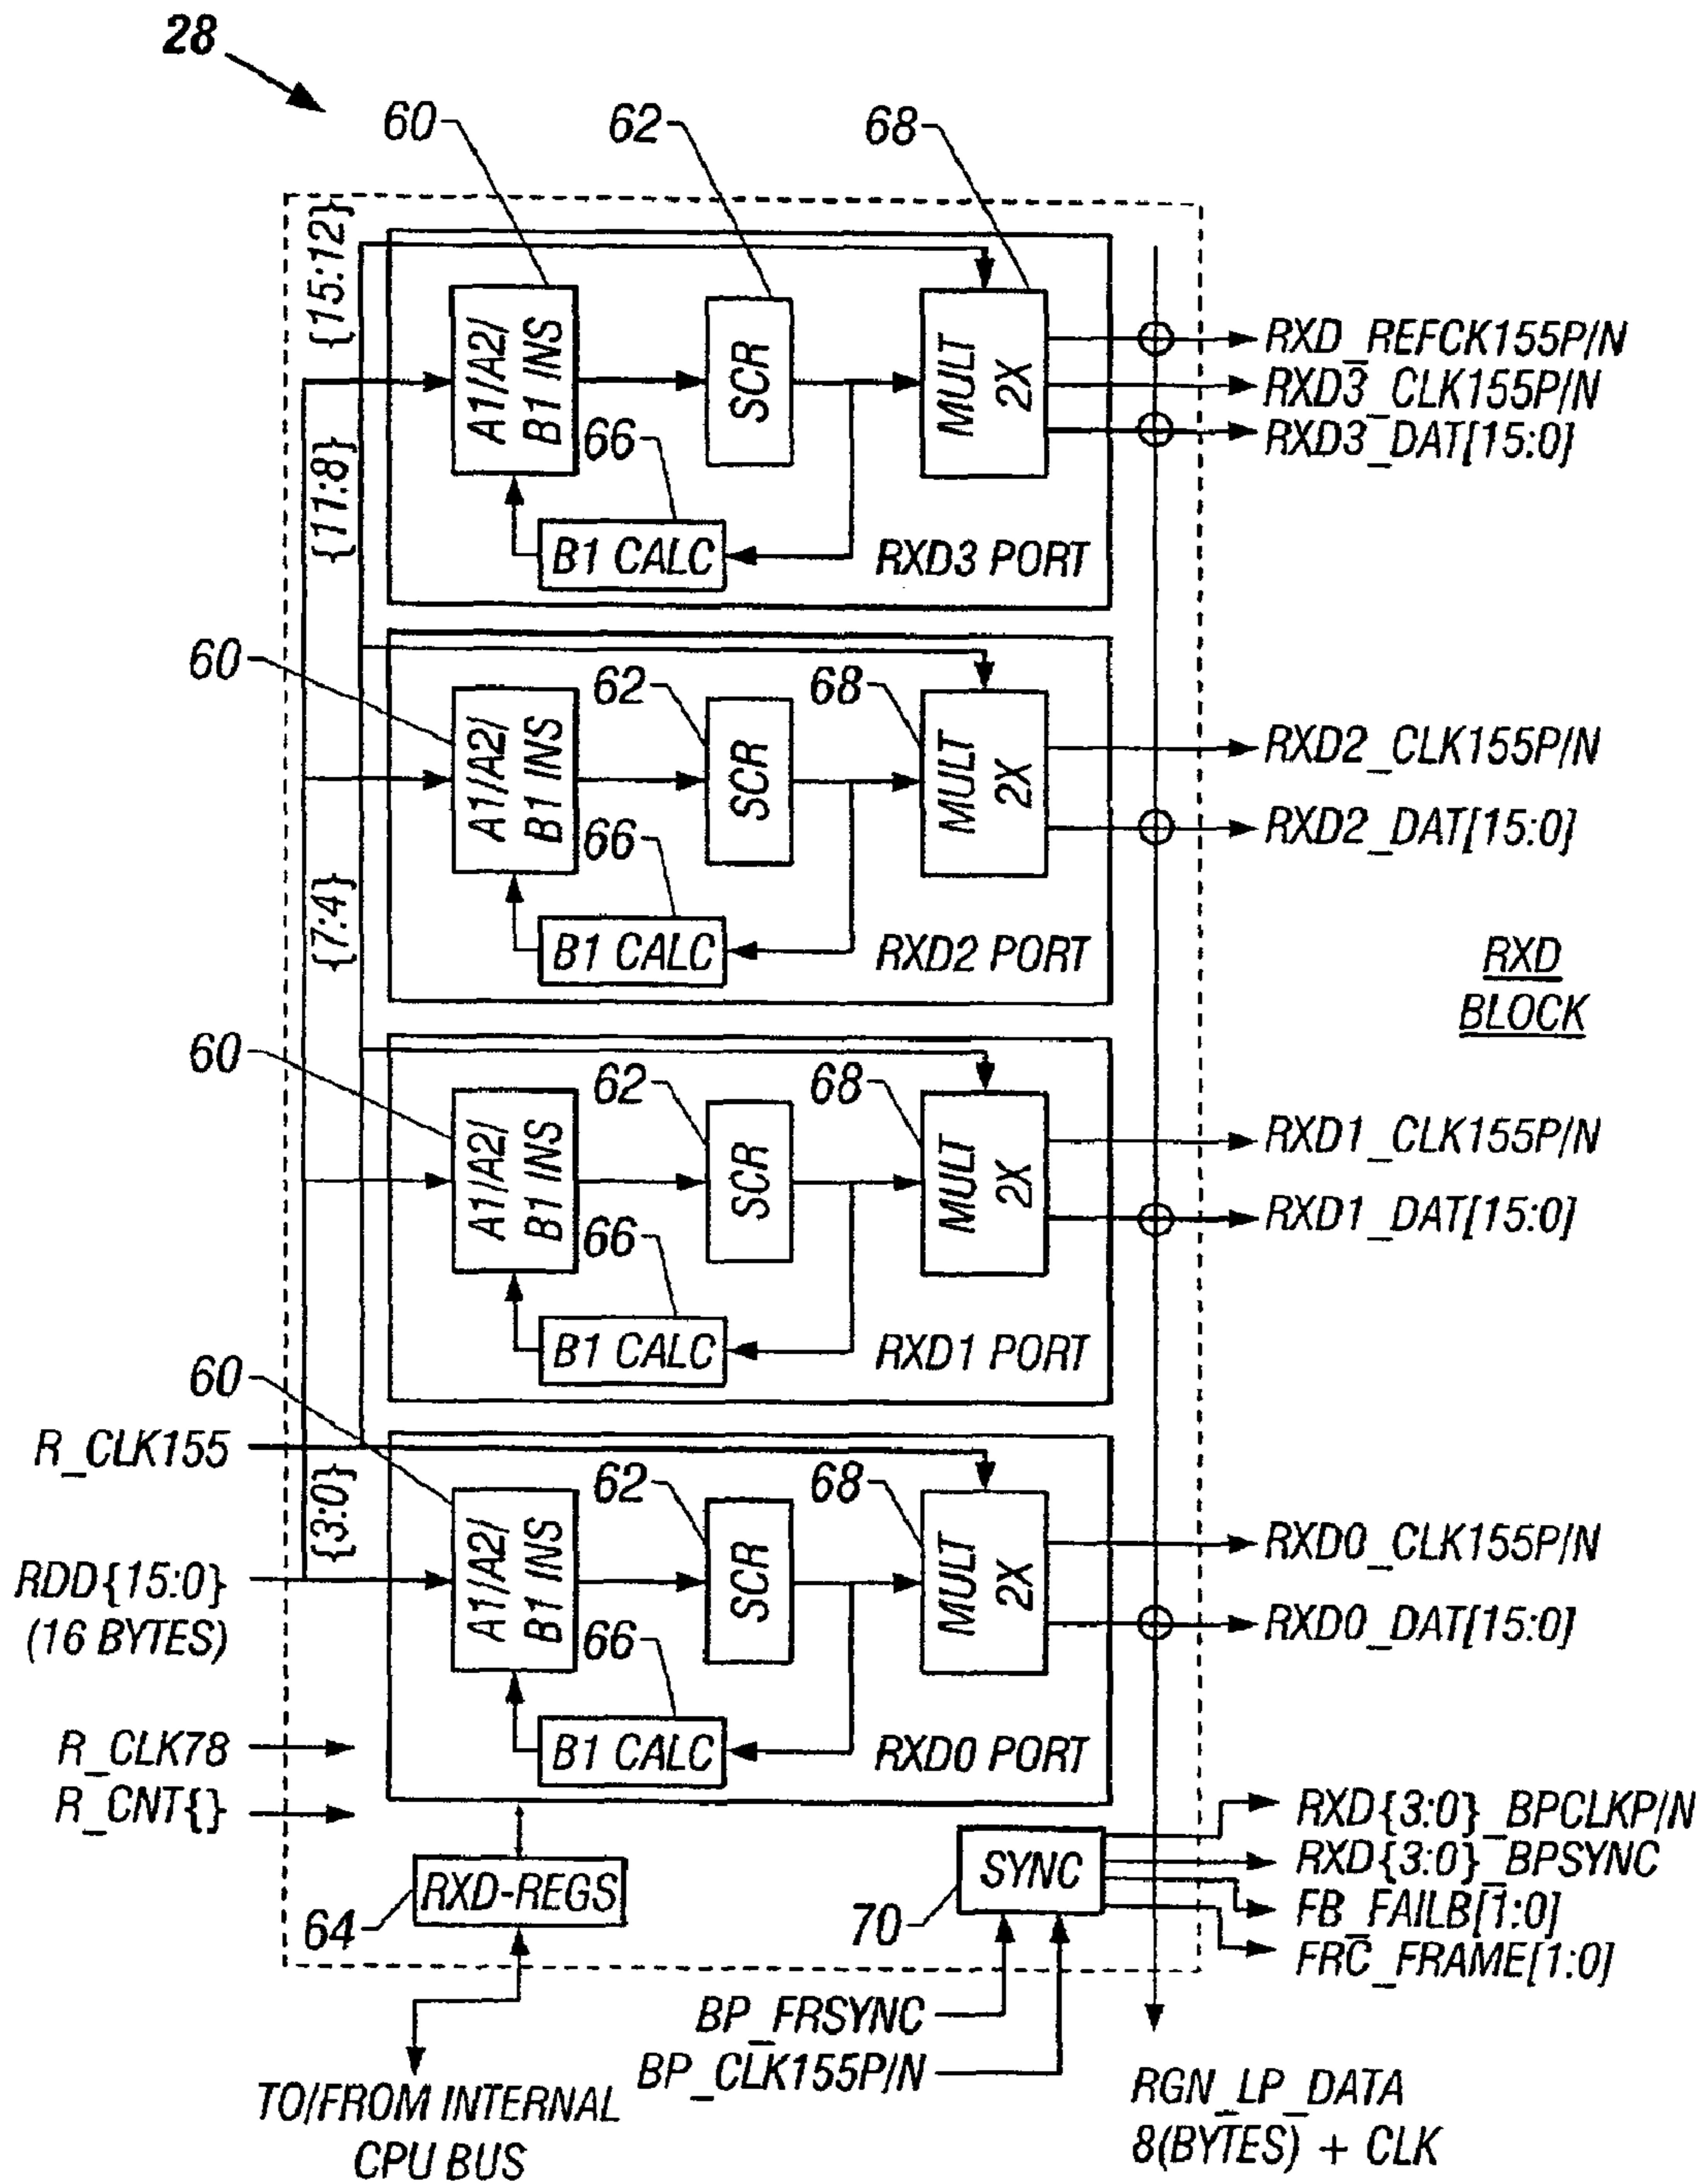 28
60
62
68
{15:12}
A1/A2/
B1 INS
SCR
MULT
2X
RXD_REFCK155P/N
RXD3_CLK155P/N
RXD3_DAT[15:0]
{11:8}
66
B1 CALC
RXD3 PORT
60
62
68
A1/A2/
B1 INS
SCR
MULT
2X
RXD2_CLK155P/N
RXD2_DAT[15:0]
{7:4}
66
B1 CALC
RXD2 PORT
RXD
BLOCK
60
62
68
A1/A2/
B1 INS
SCR
MULT
2X
RXD1_CLK155P/N
RXD1_DAT[15:0]
66
B1 CALC
RXD1 PORT
60
R_CLK155
{3:0}
62
68
A1/A2/
B1 INS
SCR
MULT
2X
RXD0_CLK155P/N
RXD0_DAT[15:0]
RDD{15:0}
(16 BYTES)
66
B1 CALC
RXD0 PORT
R_CLK78
R_CNT{}
RXD-REGS
64
SYNC
70
RXD{3:0}_BPCLKP/N
RXD{3:0}_BPSYNC
FB_FAILB[1:0]
FRC_FRAME[1:0]
BP_FRSYNC
BP_CLK155P/N
TO/FROM INTERNAL
CPU BUS
RGN_LP_DATA
8(BYTES) + CLK